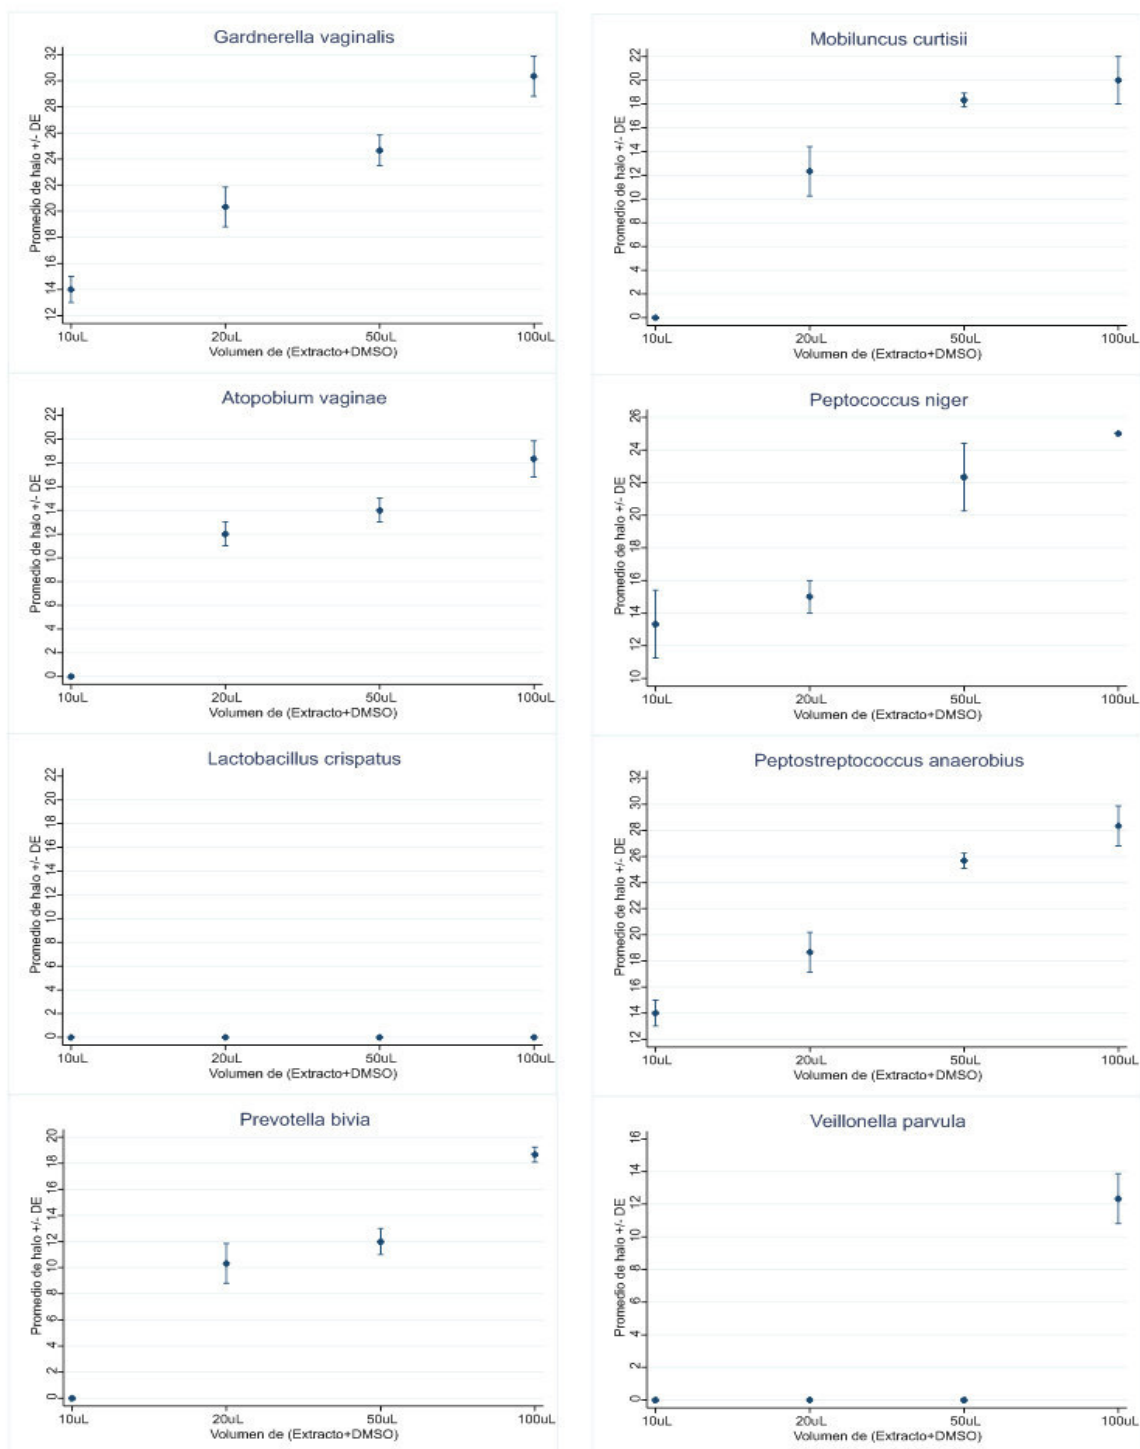 Gardnerella vaginalis
Promedio de halo +/- DE
32
30
28
26
24
22
20
18
16
14
12
10uL 20uL 50uL 100uL
Volumen de (Extracto+DMSO)
Mobiluncus curtisii
Promedio de halo +/- DE
22
20
18
16
14
12
10
8
6
4
2
0
10uL 20uL 50uL 100uL
Volumen de (Extracto+DMSO)
Atopobium vaginae
Promedio de halo +/- DE
22
20
18
16
14
12
10
8
6
4
2
0
10uL 20uL 50uL 100uL
Volumen de (Extracto+DMSO)
Peptococcus niger
Promedio de halo +/- DE
26
24
22
20
18
16
14
12
10
10uL 20uL 50uL 100uL
Volumen de (Extracto+DMSO)
Lactobacillus crispatus
Promedio de halo +/- DE
22
20
18
16
14
12
10
8
6
4
2
0
10uL 20uL 50uL 100uL
Volumen de (Extracto+DMSO)
Peptostreptococcus anaerobius
Promedio de halo +/- DE
32
30
28
26
24
22
20
18
16
14
12
10uL 20uL 50uL 100uL
Volumen de (Extracto+DMSO)
Prevotella bivia
Promedio de halo +/- DE
20
18
16
14
12
10
8
6
4
2
0
10uL 20uL 50uL 100uL
Volumen de (Extracto+DMSO)
Veillonella parvula
Promedio de halo +/- DE
16
14
12
10
8
6
4
2
0
10uL 20uL 50uL 100uL
Volumen de (Extracto+DMSO)